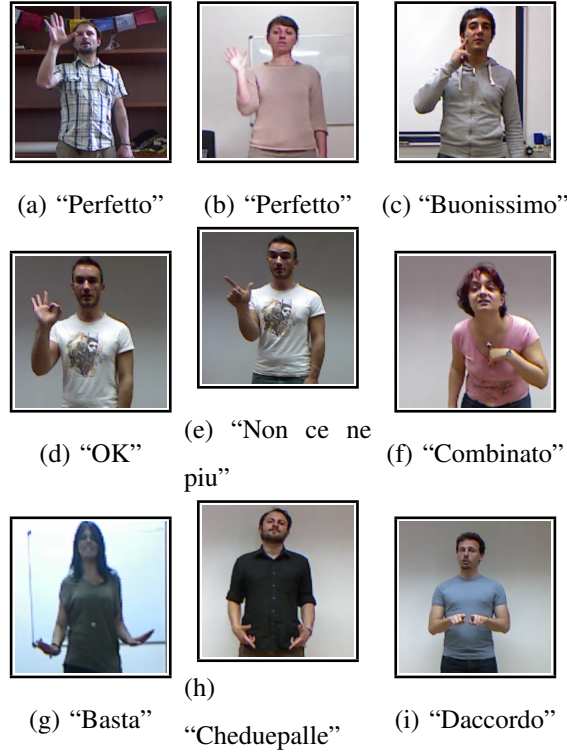 (a) “Perfetto”
(b) “Perfetto”
(c) “Buonissimo”
(d) “OK”
(e) “Non ce ne
piu”
(f) “Combinato”
(g) “Basta”
(h)
“Cheduepalle”
(i) “Daccordo”